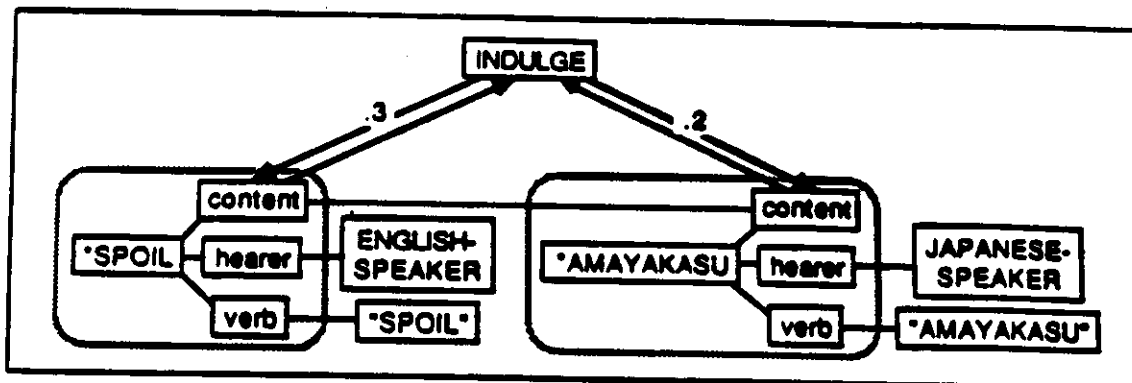 INDULGE
.3
.2
content
content
*SPOIL
hearer
ENGLISH-
SPEAKER
*AMAYAKASU
hearer
JAPANESE-
SPEAKER
verb
"SPOIL"
verb
"AMAYAKASU"